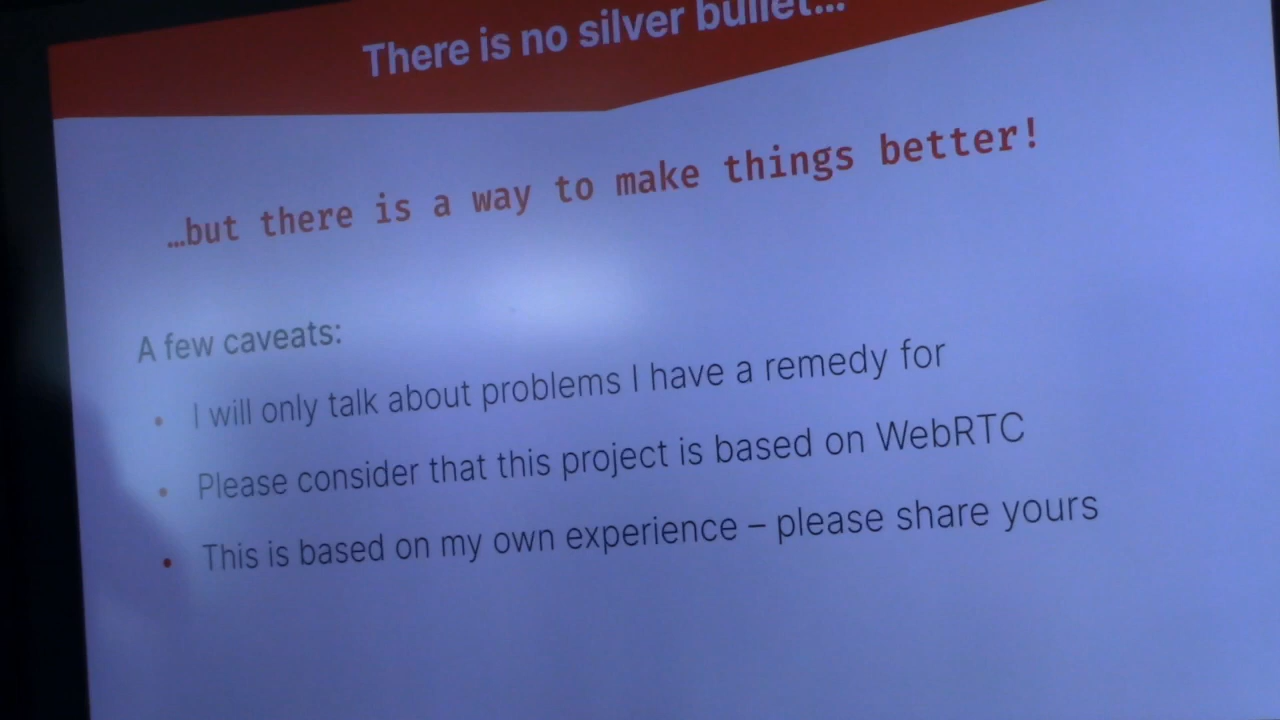 There is no silver bullet...
…but there is a way to make things better!
A few caveats:
• I will only talk about problems I have a remedy for
• Please consider that this project is based on WebRTC
• This is based on my own experience – please share yours